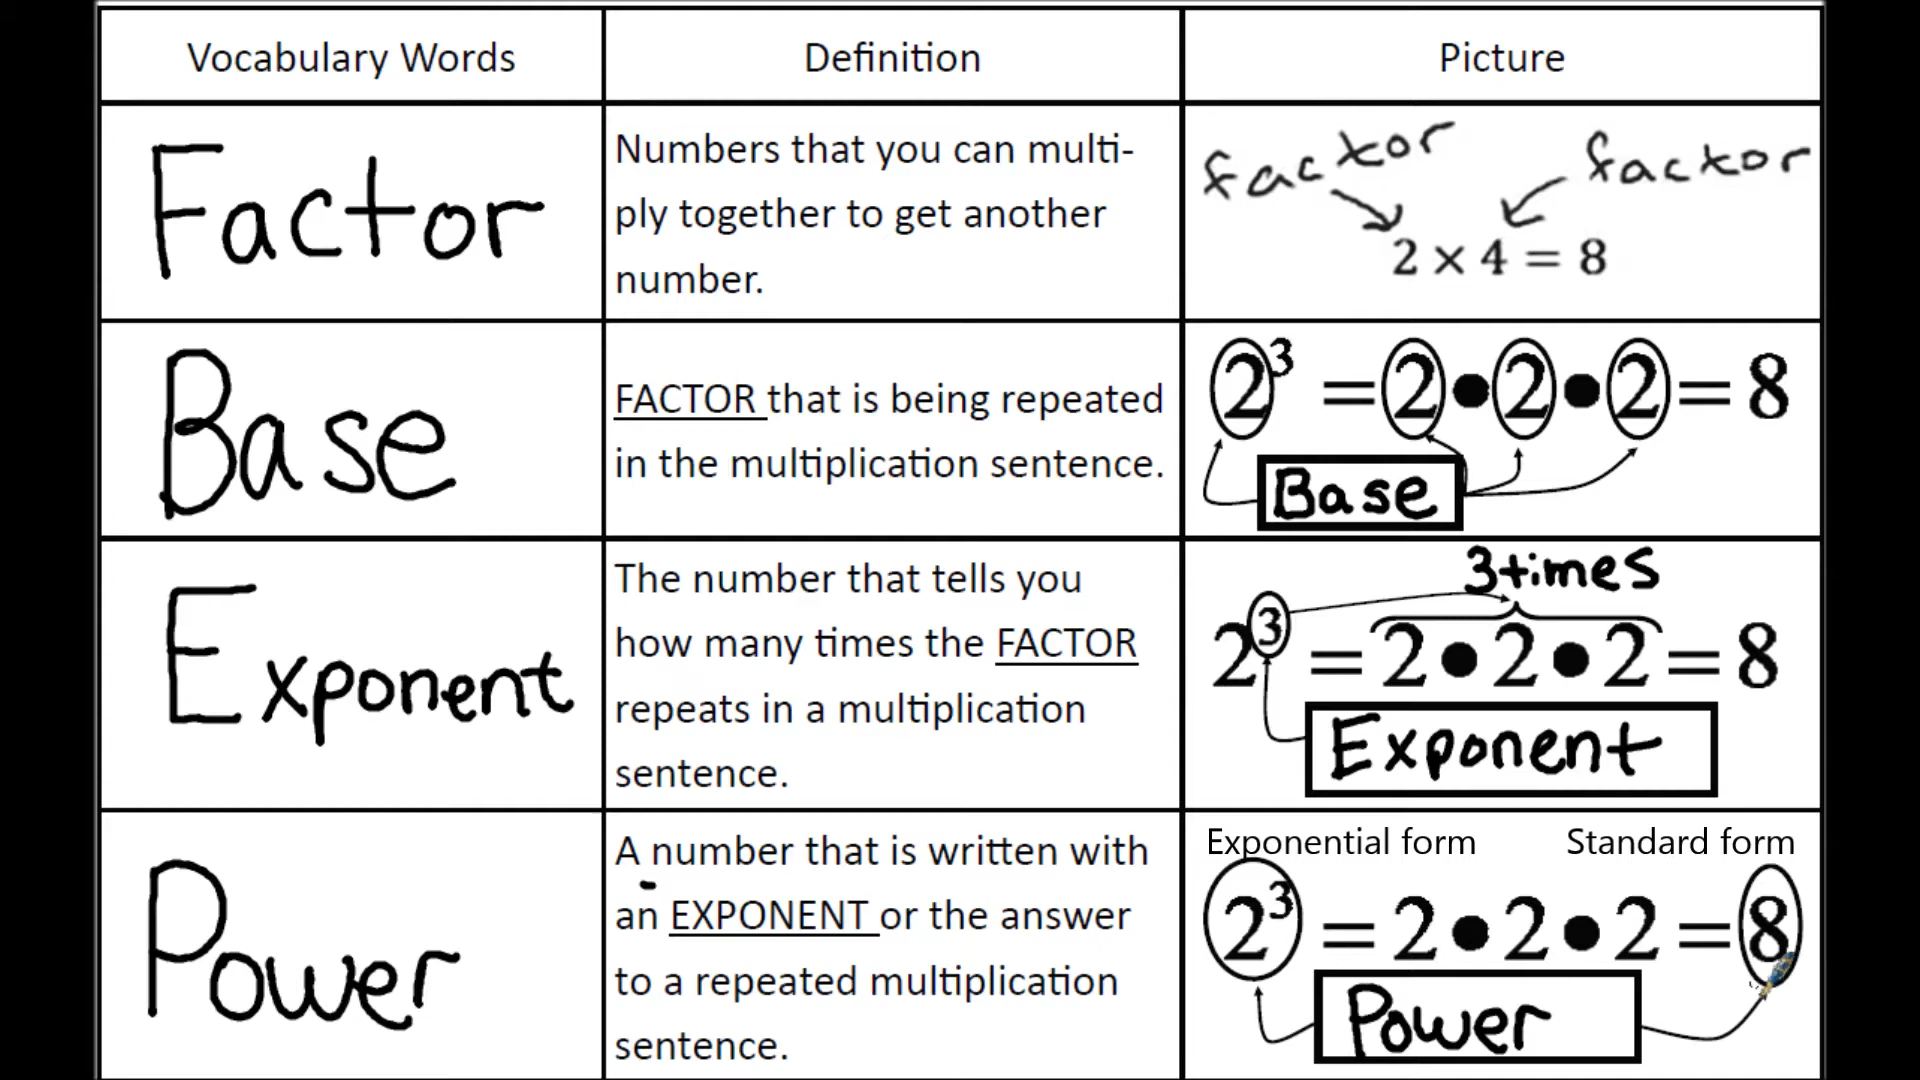 Vocabulary Words
Definition
Picture
Factor
Numbers that you can multi-
ply together to get another
number.
factor
factor
2 × 4 = 8
Base
FACTOR that is being repeated
in the multiplication sentence.
2³ = 2 • 2 • 2 = 8
Base
Exponent
The number that tells you
how many times the FACTOR
repeats in a multiplication
sentence.
3 times
2³ = 2 • 2 • 2 = 8
Exponent
Power
A number that is written with
an EXPONENT or the answer
to a repeated multiplication
sentence.
Exponential form
Standard form
2³ = 2 • 2 • 2 = 8
Power